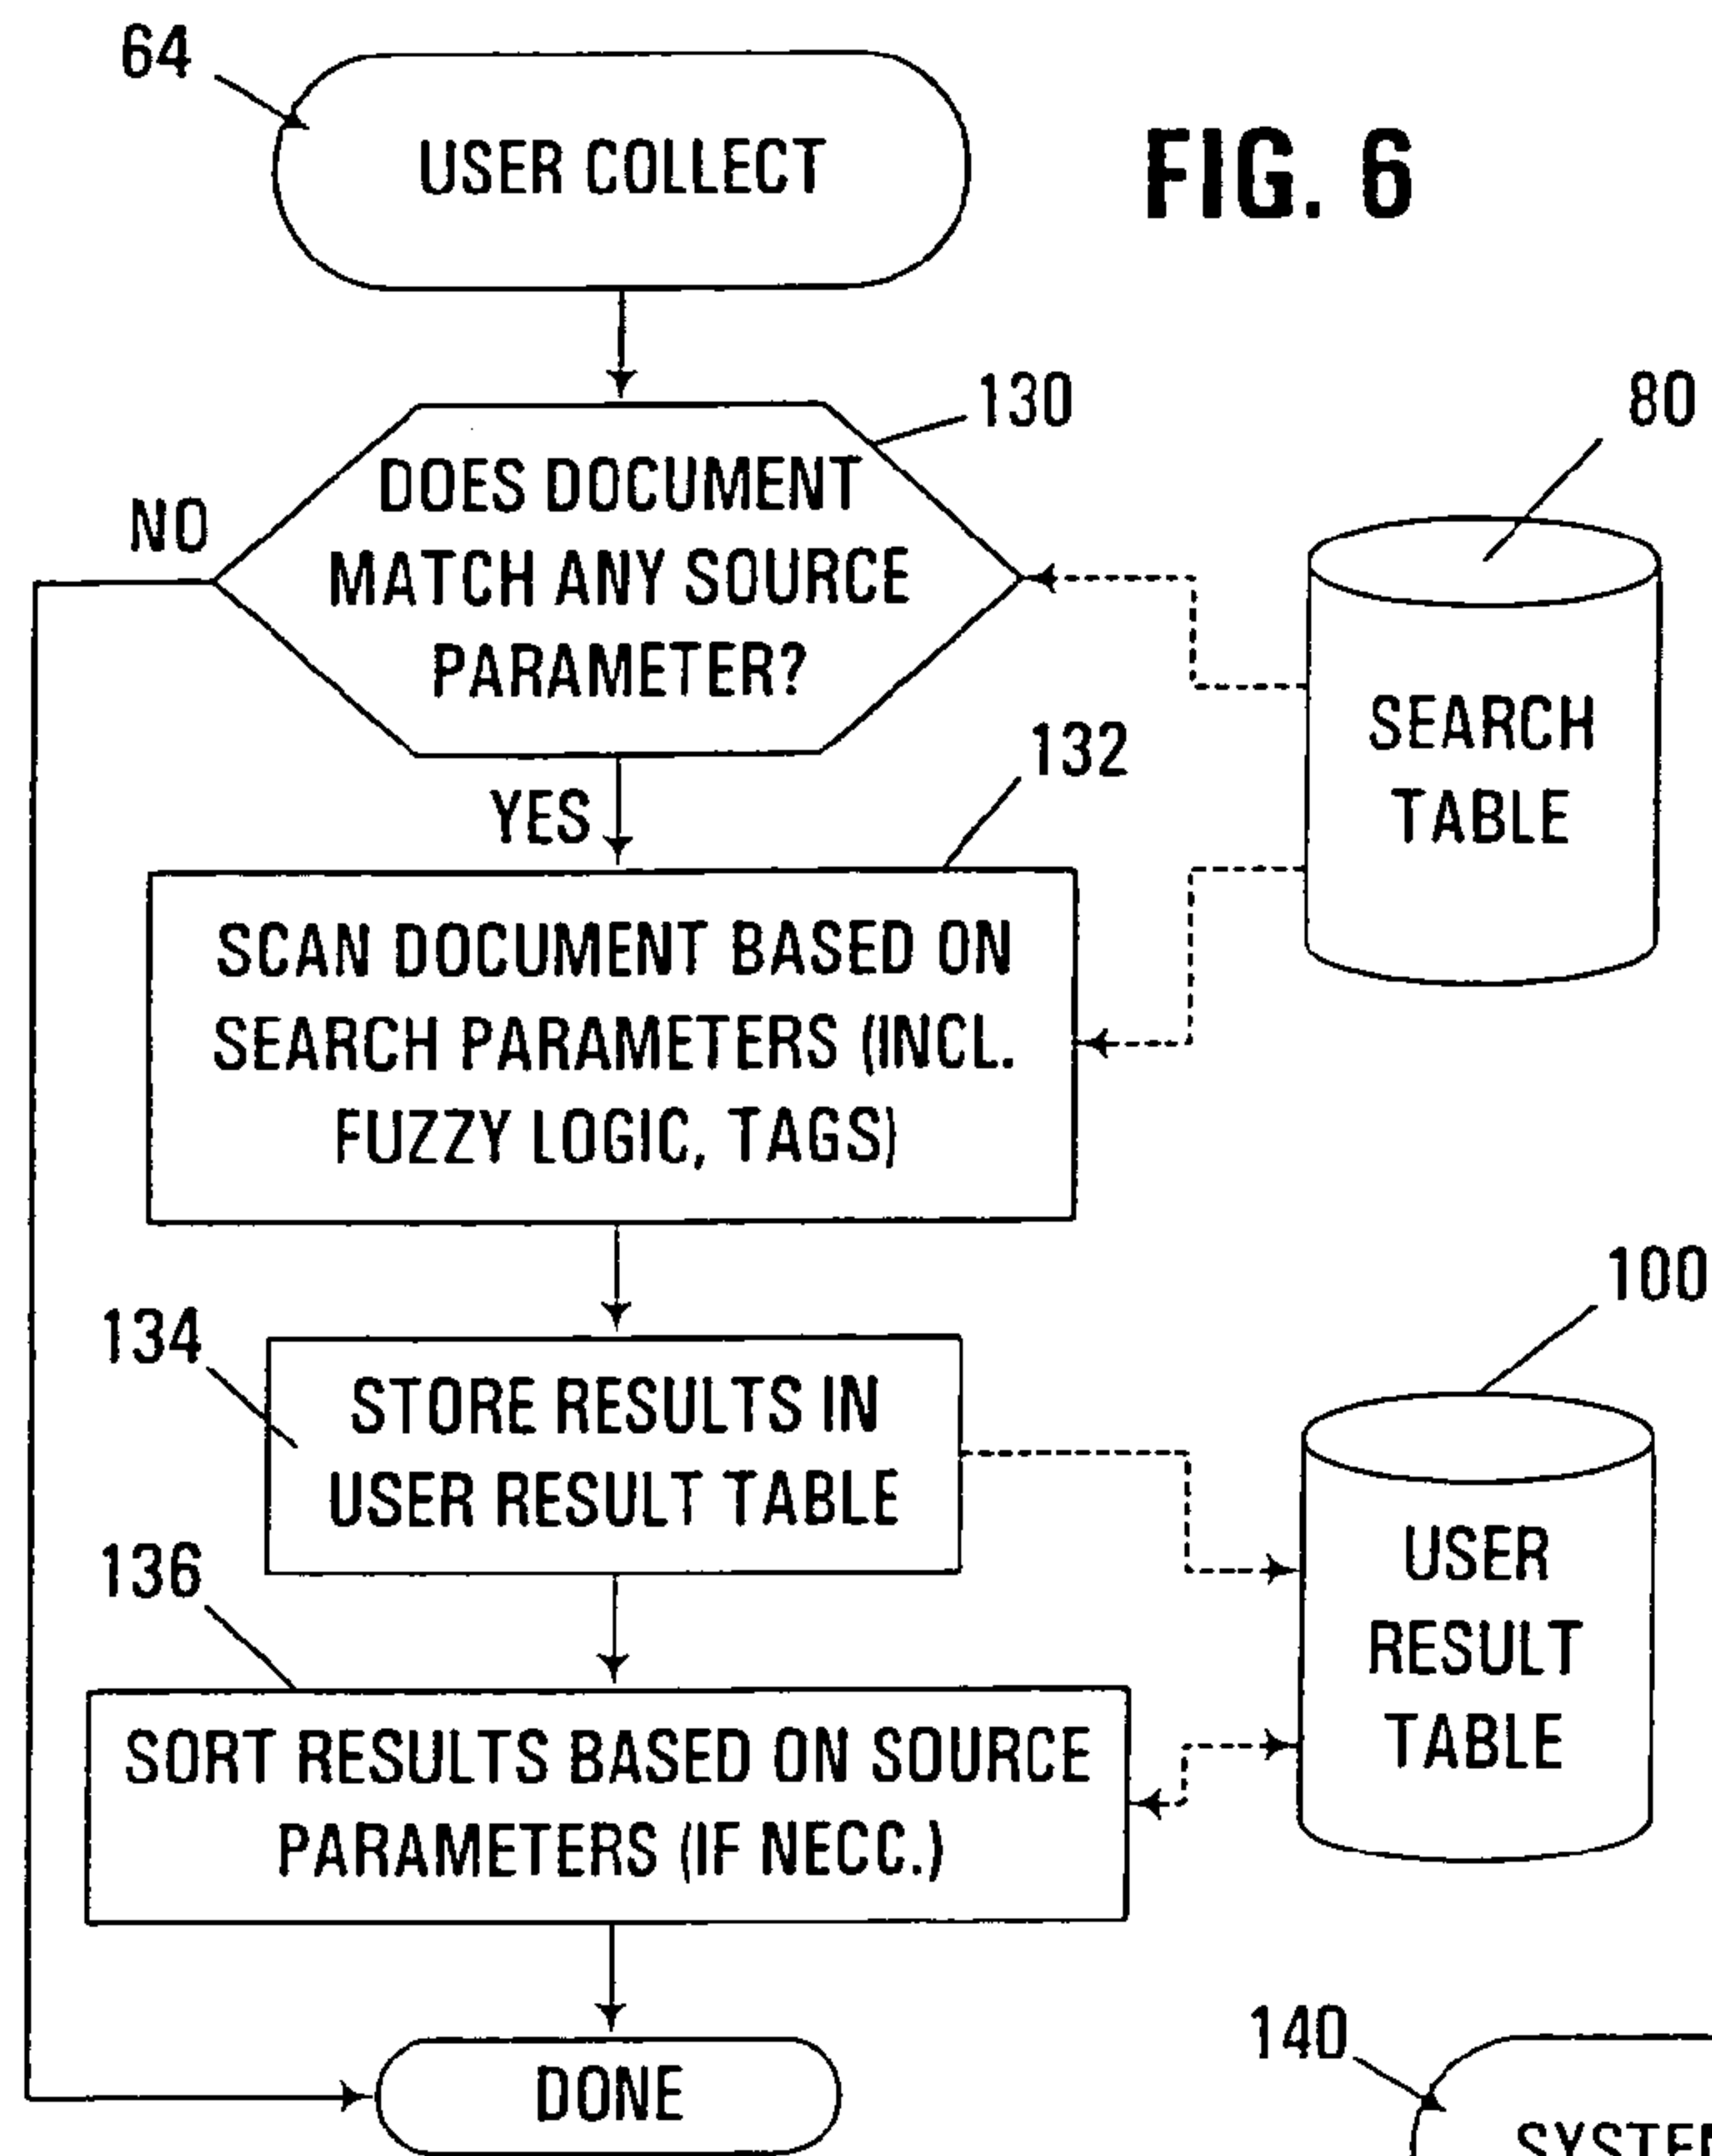 64
USER COLLECT
FIG. 6
130
80
DOES DOCUMENT
MATCH ANY SOURCE
PARAMETER?
NO
SEARCH
TABLE
132
YES
SCAN DOCUMENT BASED ON
SEARCH PARAMETERS (INCL.
FUZZY LOGIC, TAGS)
100
134
STORE RESULTS IN
USER RESULT TABLE
USER
RESULT
TABLE
136
SORT RESULTS BASED ON SOURCE
PARAMETERS (IF NECC.)
140
DONE